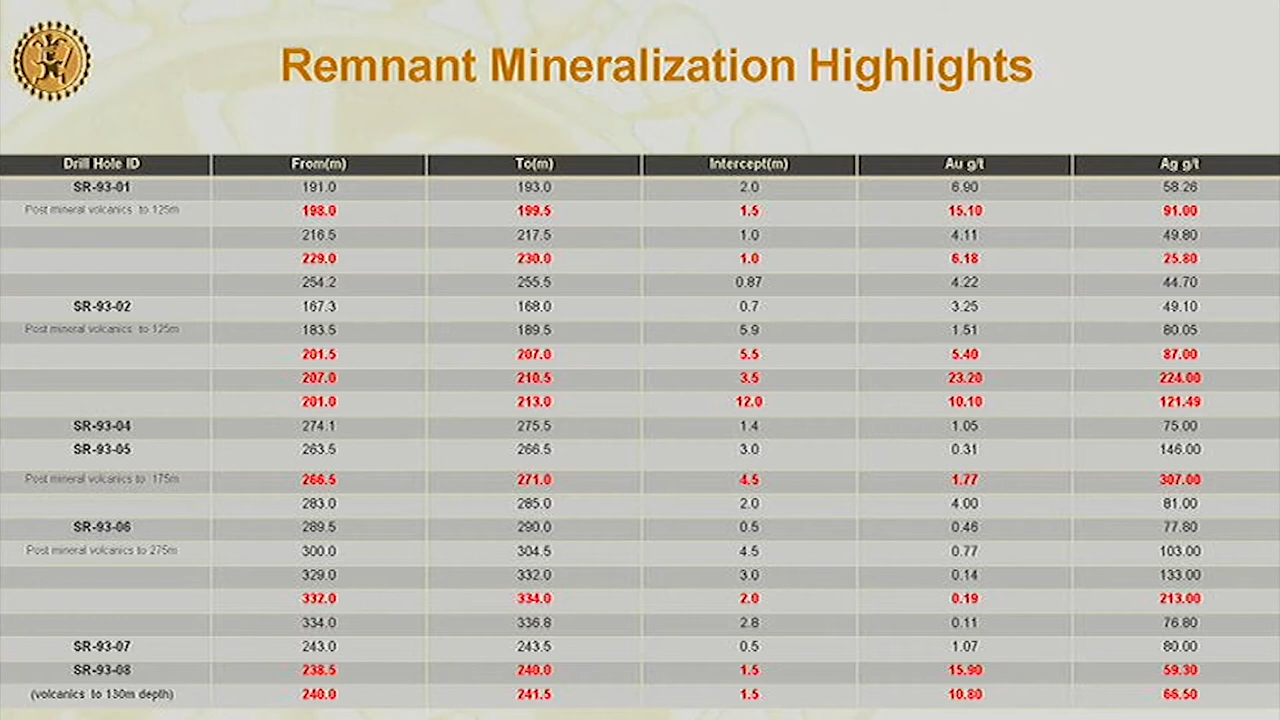 Remnant Mineralization Highlights
Drill Hole ID From(m) To(m) Intercept(m) Au g/t Ag g/t
SR-93-01 191.0 193.0 2.0 6.90 58.26
Post mineral volcanics to 125m 198.0 199.5 1.5 15.10 91.00
216.5 217.5 1.0 4.11 49.80
229.0 230.0 1.0 6.18 25.80
254.2 255.5 0.87 4.22 44.70
SR-93-02 167.3 168.0 0.7 3.25 49.10
Post mineral volcanics to 125m 183.5 189.5 5.9 1.51 80.05
201.5 207.0 5.5 5.40 87.00
207.0 210.5 3.5 23.20 224.00
201.0 213.0 12.0 10.10 121.49
SR-93-04 274.1 275.5 1.4 1.05 75.00
SR-93-05 263.5 266.5 3.0 0.31 146.00
Post mineral volcanics to 175m 266.5 271.0 4.5 1.77 307.00
283.0 285.0 2.0 4.00 81.00
SR-93-06 289.5 290.0 0.5 0.46 77.80
Post mineral volcanics to 275m 300.0 304.5 4.5 0.77 103.00
329.0 332.0 3.0 0.14 133.00
332.0 334.0 2.0 0.19 213.00
334.0 336.8 2.8 0.11 76.80
SR-93-07 243.0 243.5 0.5 1.07 80.00
SR-93-08 238.5 240.0 1.5 15.90 59.30
(volcanics to 130m depth) 240.0 241.5 1.5 10.80 66.50